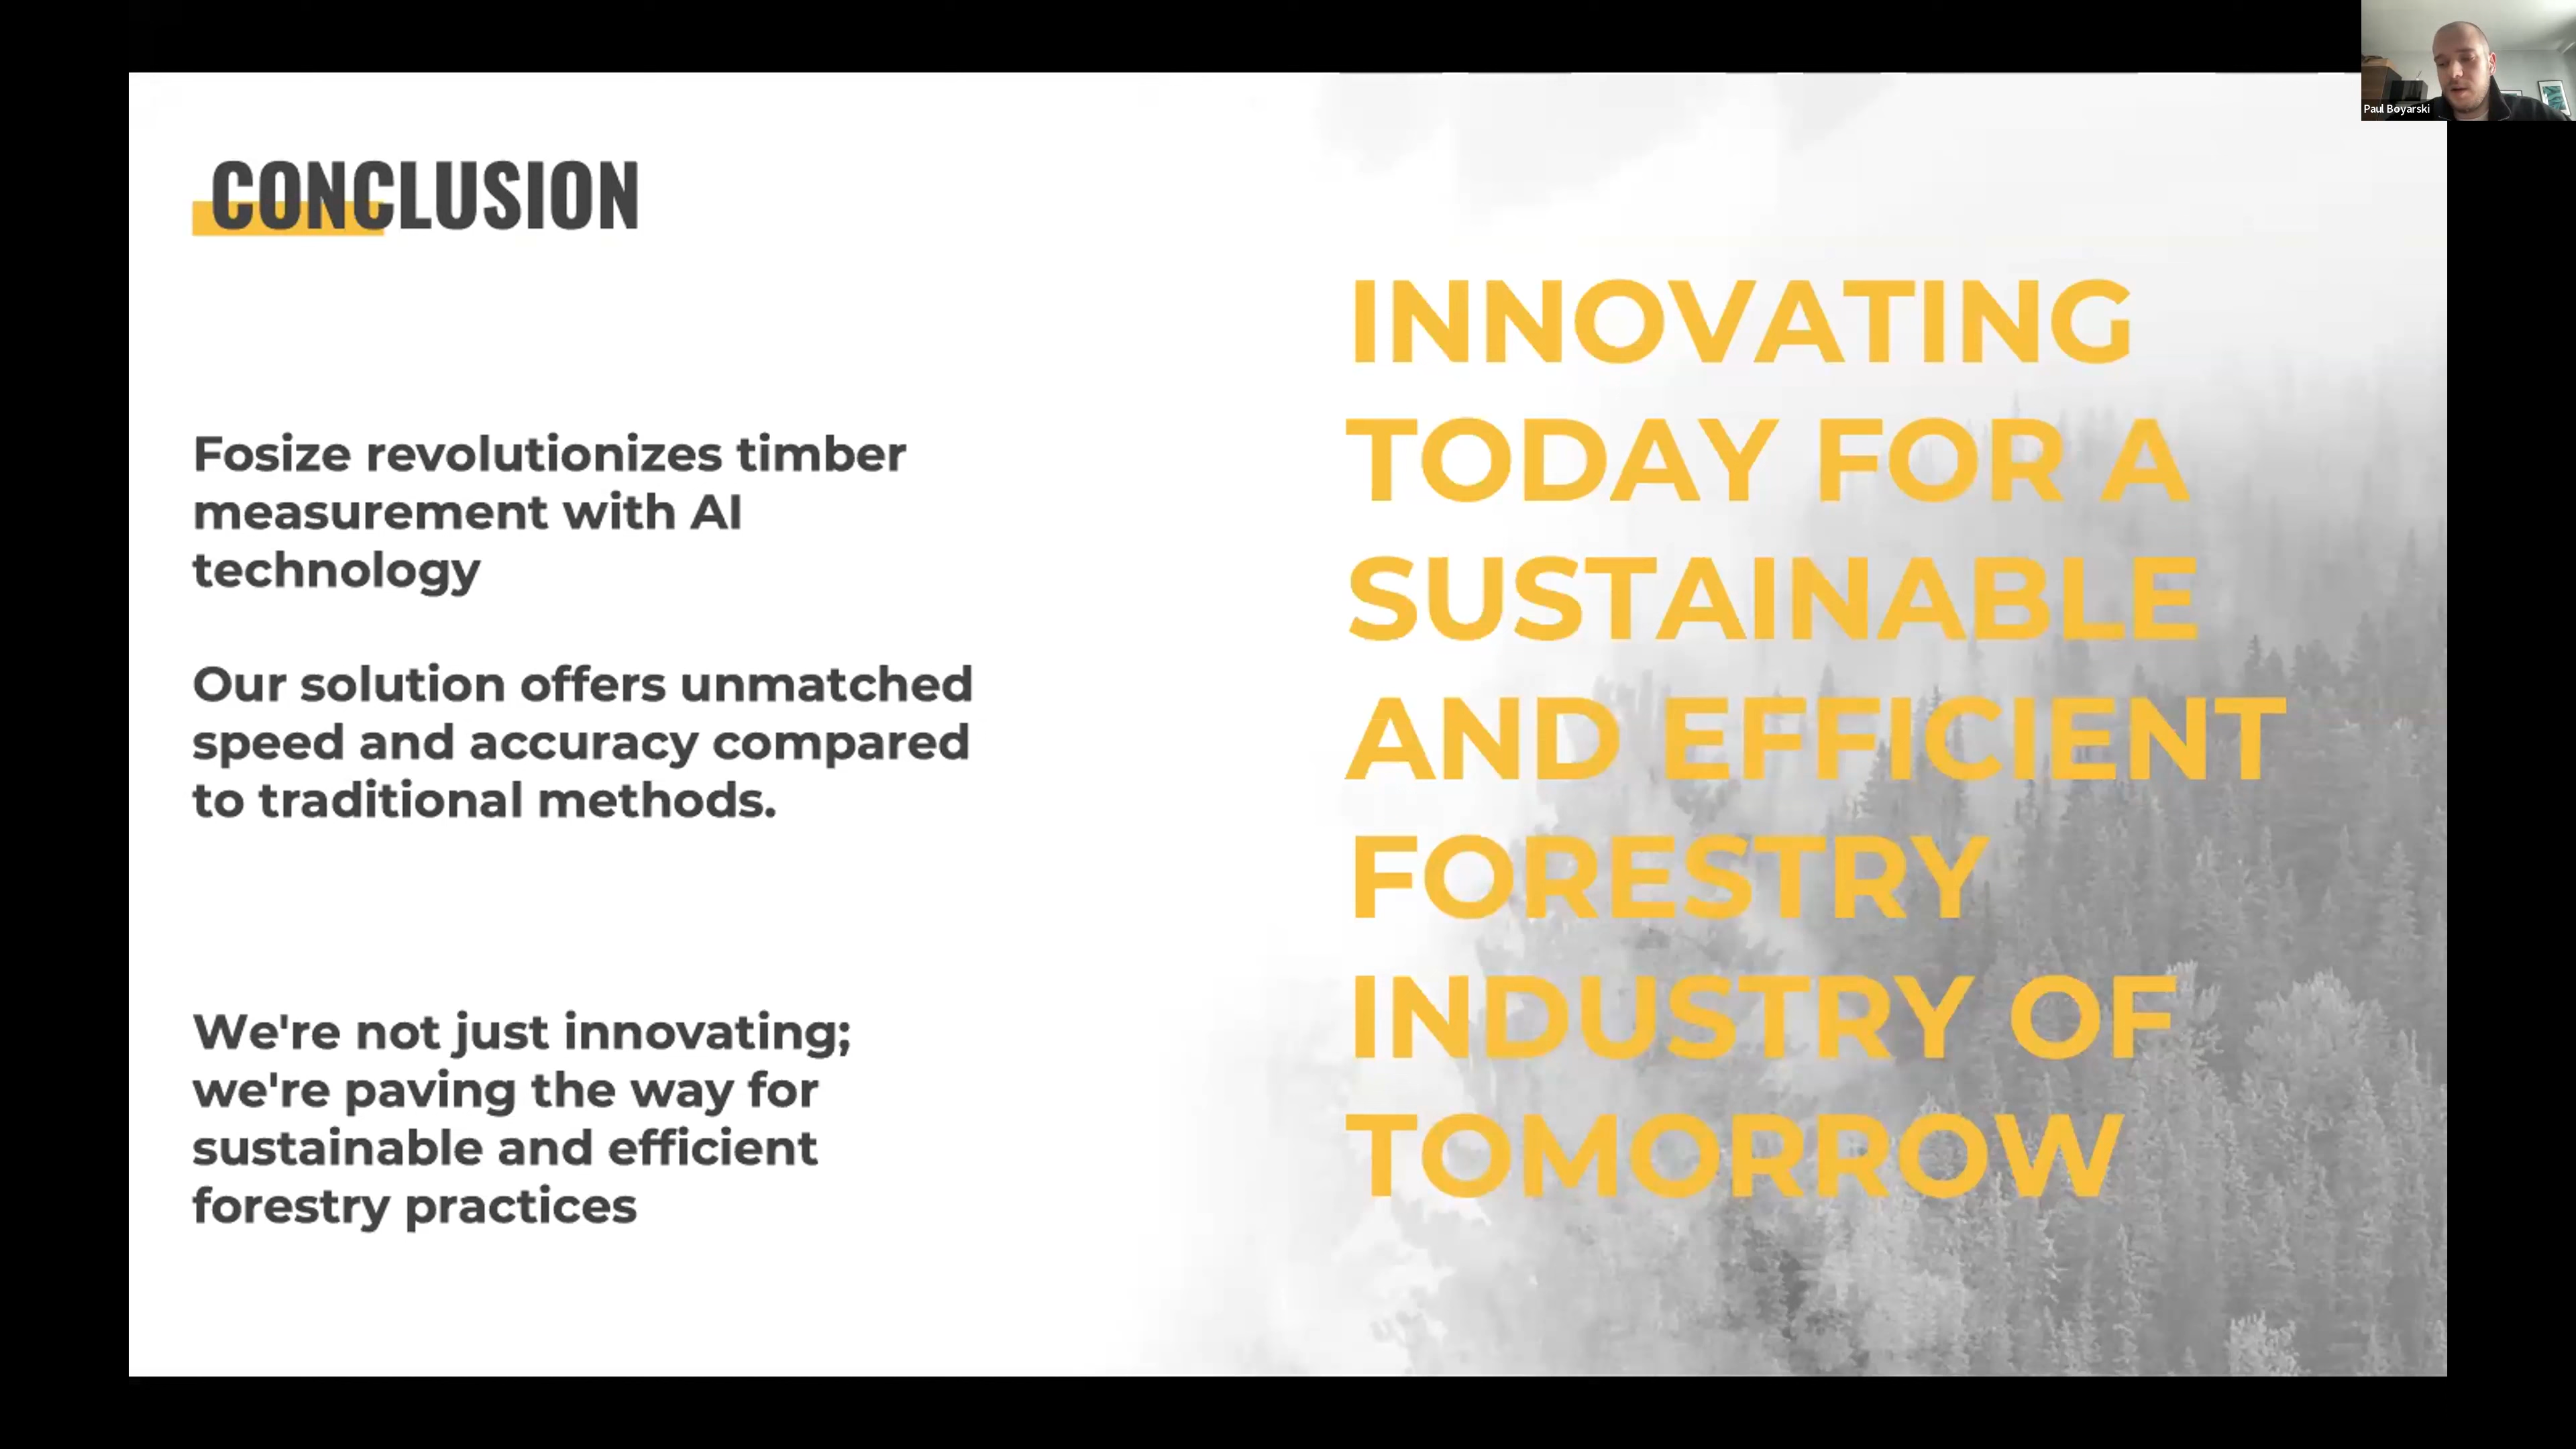 CONCLUSION
Fosize revolutionizes timber
measurement with AI
technology
Our solution offers unmatched
speed and accuracy compared
to traditional methods.
We're not just innovating;
we're paving the way for
sustainable and efficient
forestry practices
INNOVATING
TODAY FOR A
SUSTAINABLE
AND EFFICIENT
FORESTRY
INDUSTRY OF
TOMORROW
Paul Boyarski